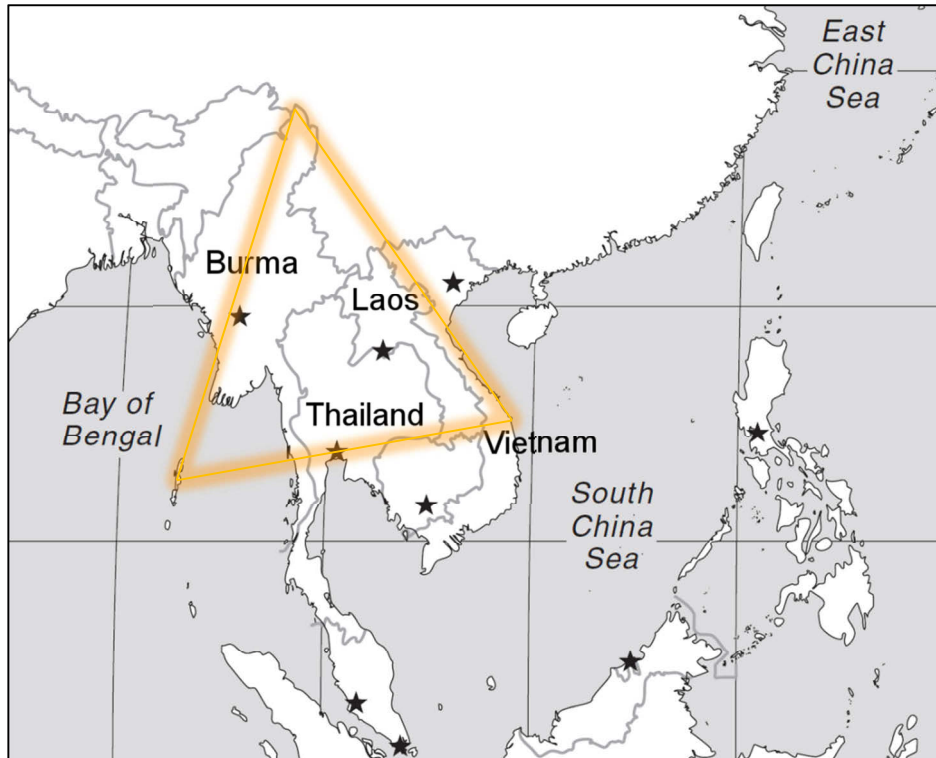 East
China
Sea
Burma
Laos
Bay of
Bengal
Thailand
Vietnam
South
China
Sea